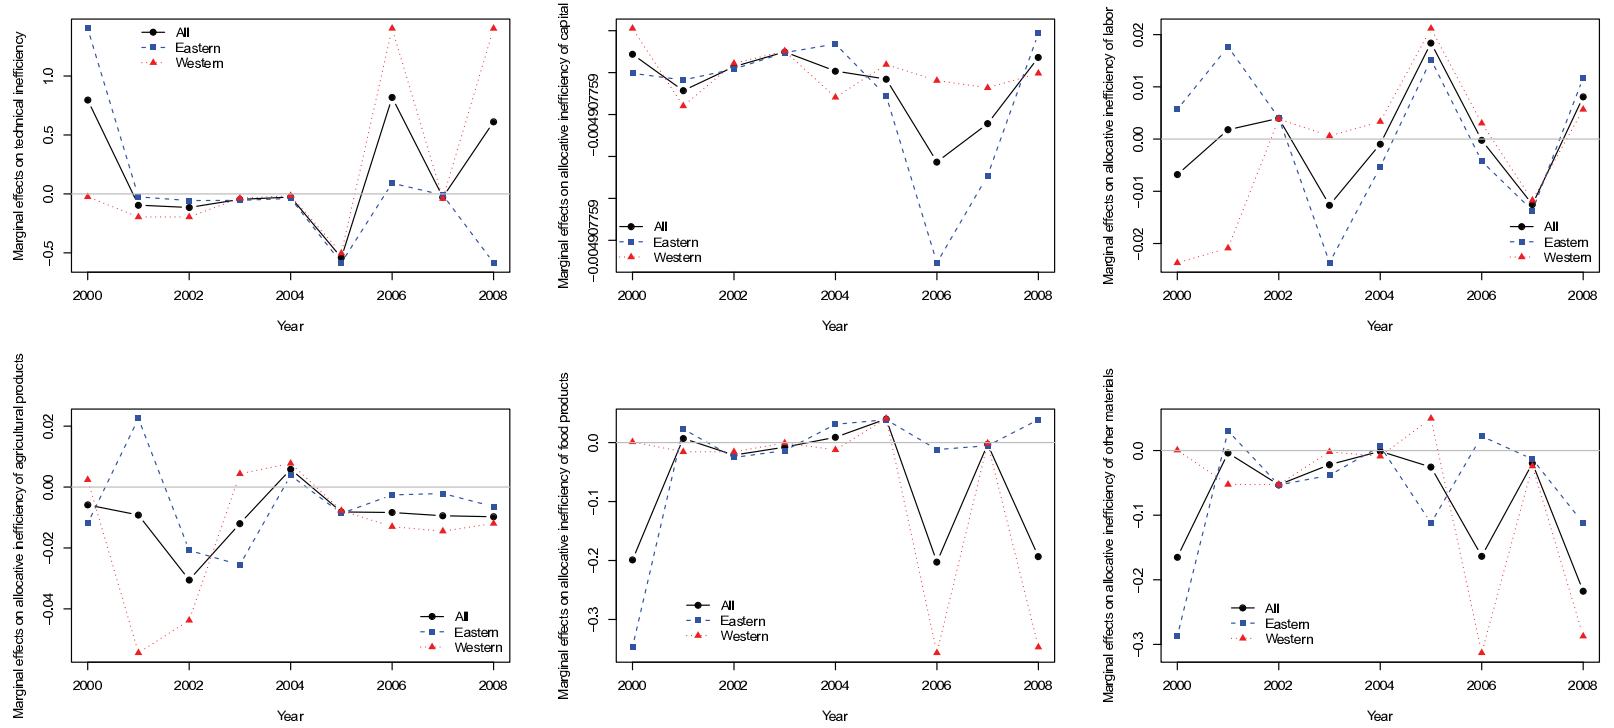 Marginal effects on technical inefficiency
1.0
0.5
0.0
−0.5
All
Eastern
Western
2000
2002
2004
2006
2008
Year
Marginal effects on allocative inefficiency of capital
−0.004907759
−0.004907759
All
Eastern
Western
2000
2002
2004
2006
2008
Year
Marginal effects on allocative inefficiency of labor
0.02
0.01
0.00
−0.01
−0.02
All
Eastern
Western
2000
2002
2004
2006
2008
Year
Marginal effects on allocative inefficiency of agricultural products
0.02
0.00
−0.02
−0.04
All
Eastern
Western
2000
2002
2004
2006
2008
Year
Marginal effects on allocative inefficiency of food products
0.0
−0.1
−0.2
−0.3
All
Eastern
Western
2000
2002
2004
2006
2008
Year
Marginal effects on allocative inefficiency of other materials
0.0
−0.1
−0.2
−0.3
All
Eastern
Western
2000
2002
2004
2006
2008
Year